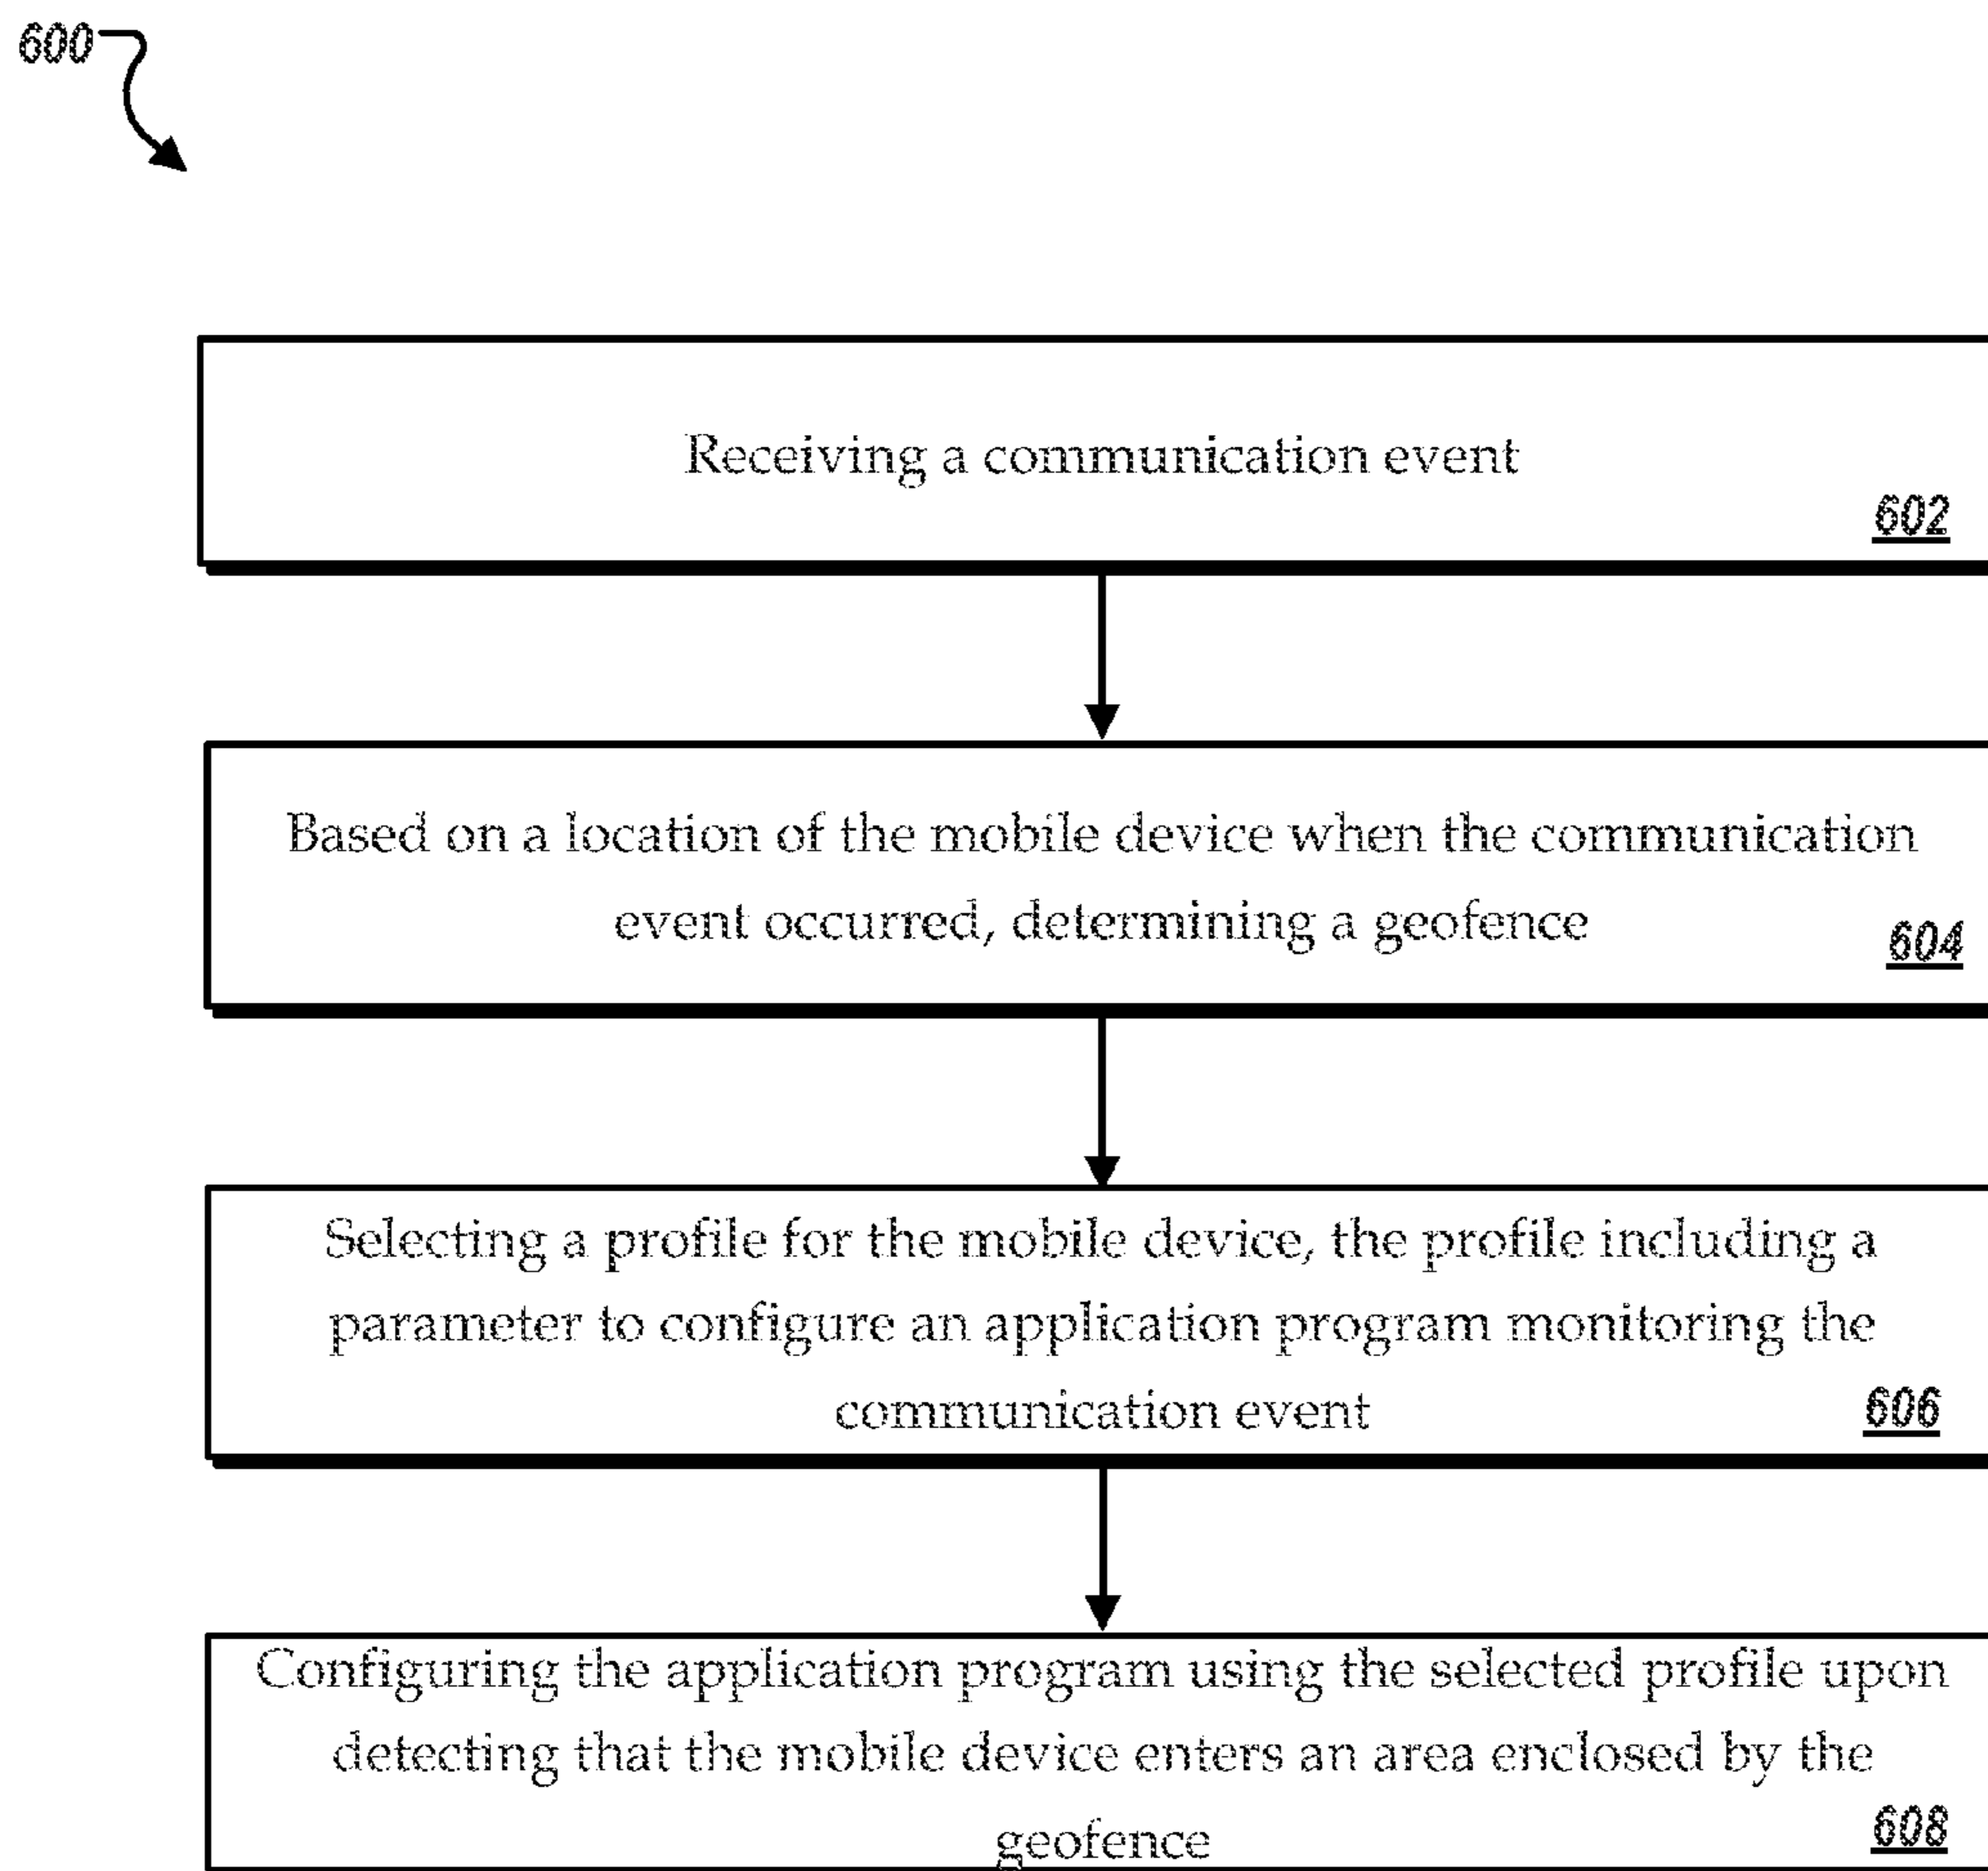 600
Receiving a communication event
602
Based on a location of the mobile device when the communication
event occurred, determining a geofence
604
Selecting a profile for the mobile device, the profile including a
parameter to configure an application program monitoring the
communication event
606
Configuring the application program using the selected profile upon
detecting that the mobile device enters an area enclosed by the
geofence
608